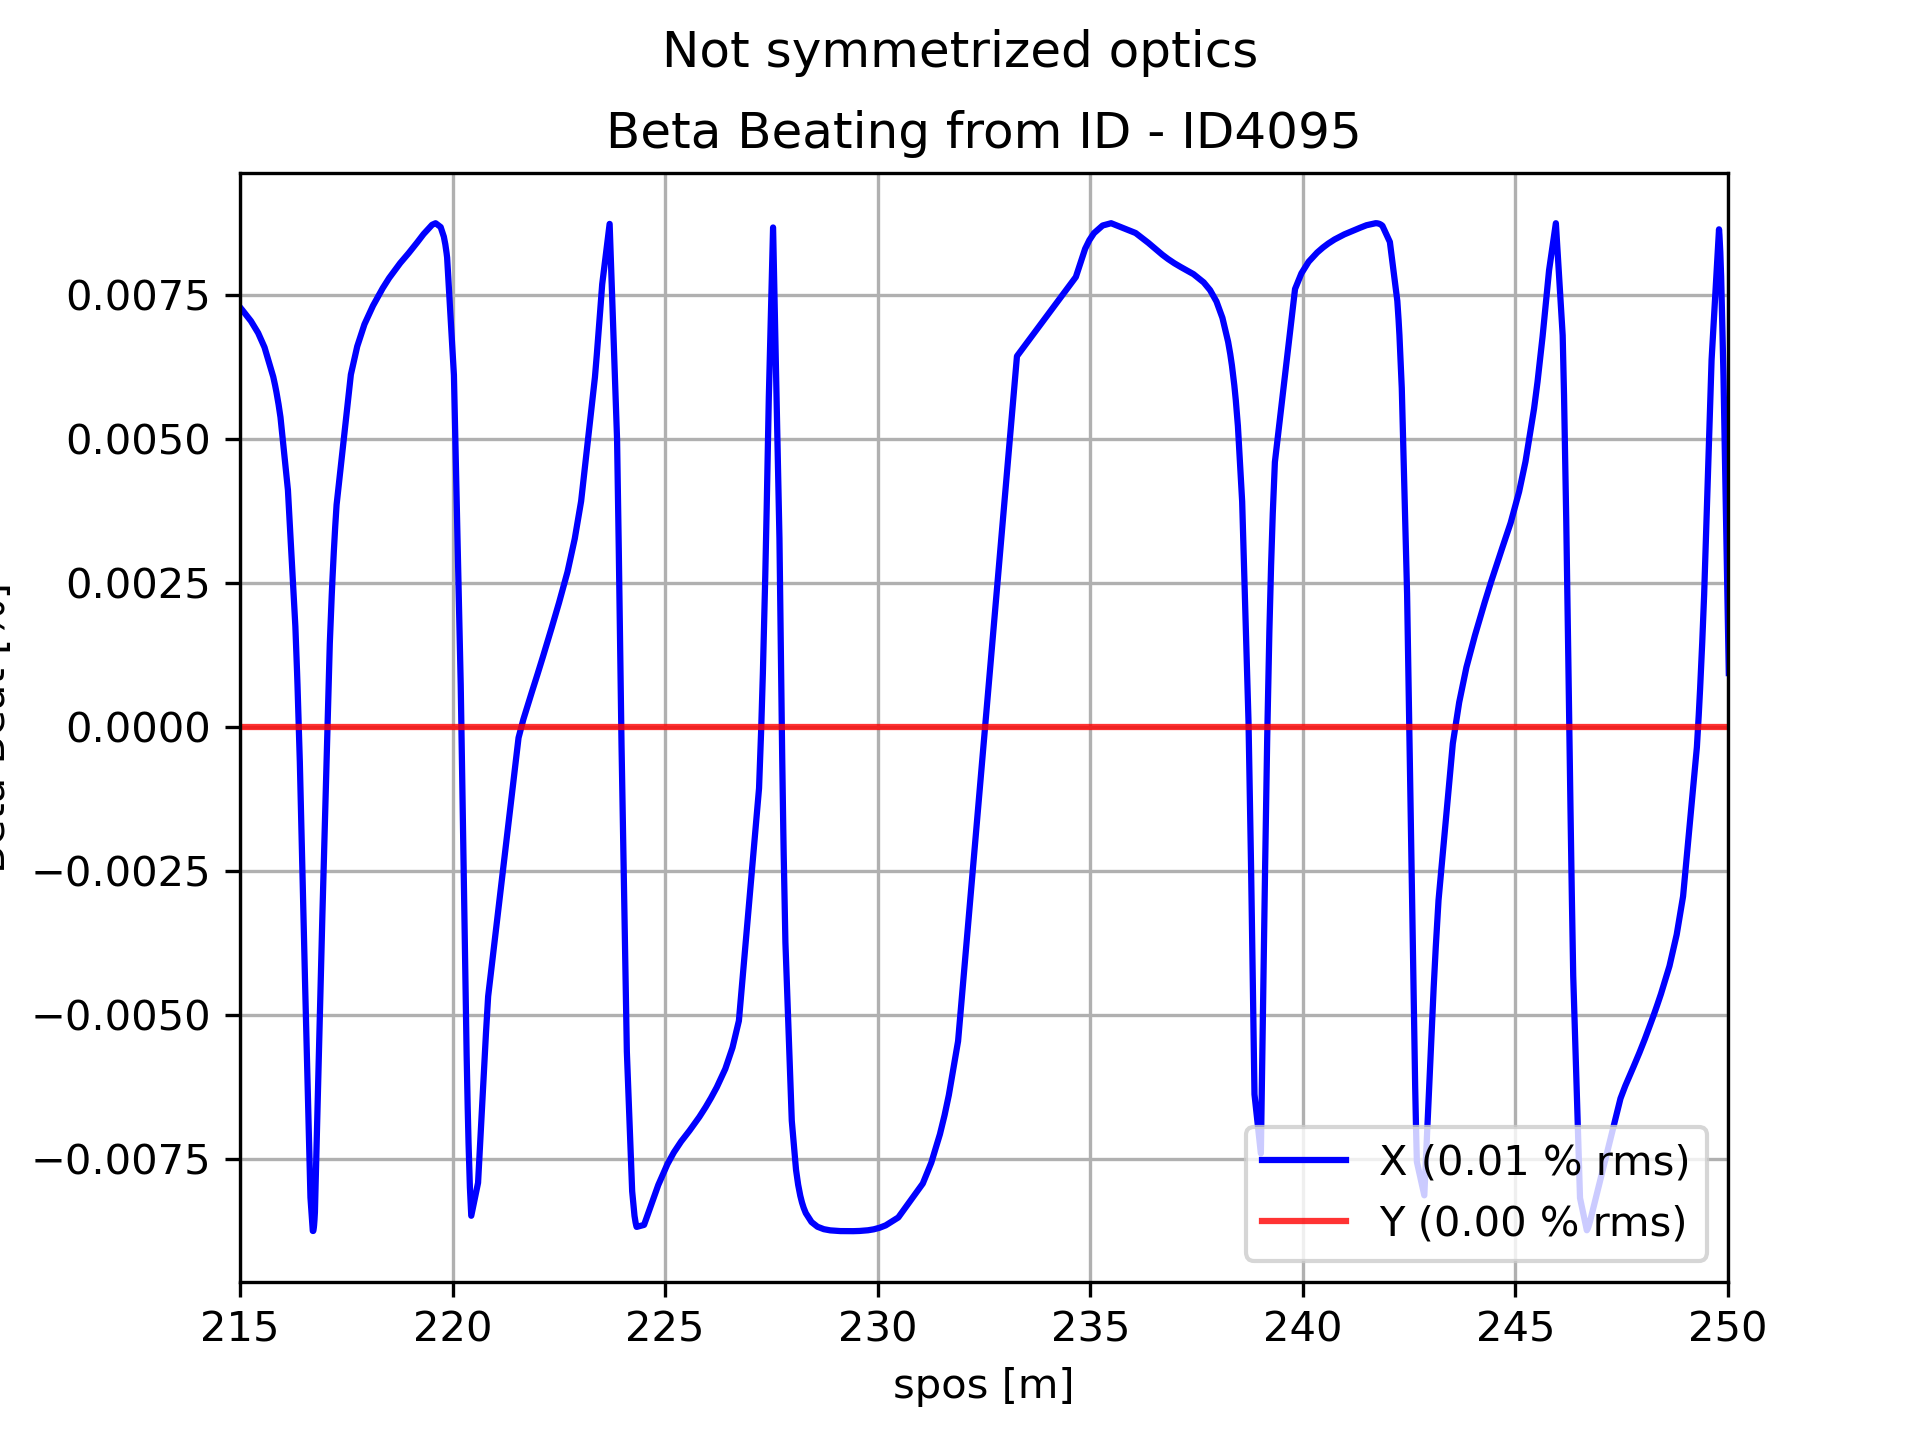 Not symmetrized optics
Beta Beating from ID - ID4095
0.0075
0.0050
0.0025
0.0000
−0.0025
−0.0050
−0.0075
X (0.01 % rms)
Y (0.00 % rms)
215 220 225 230 235 240 245 250
spos [m]